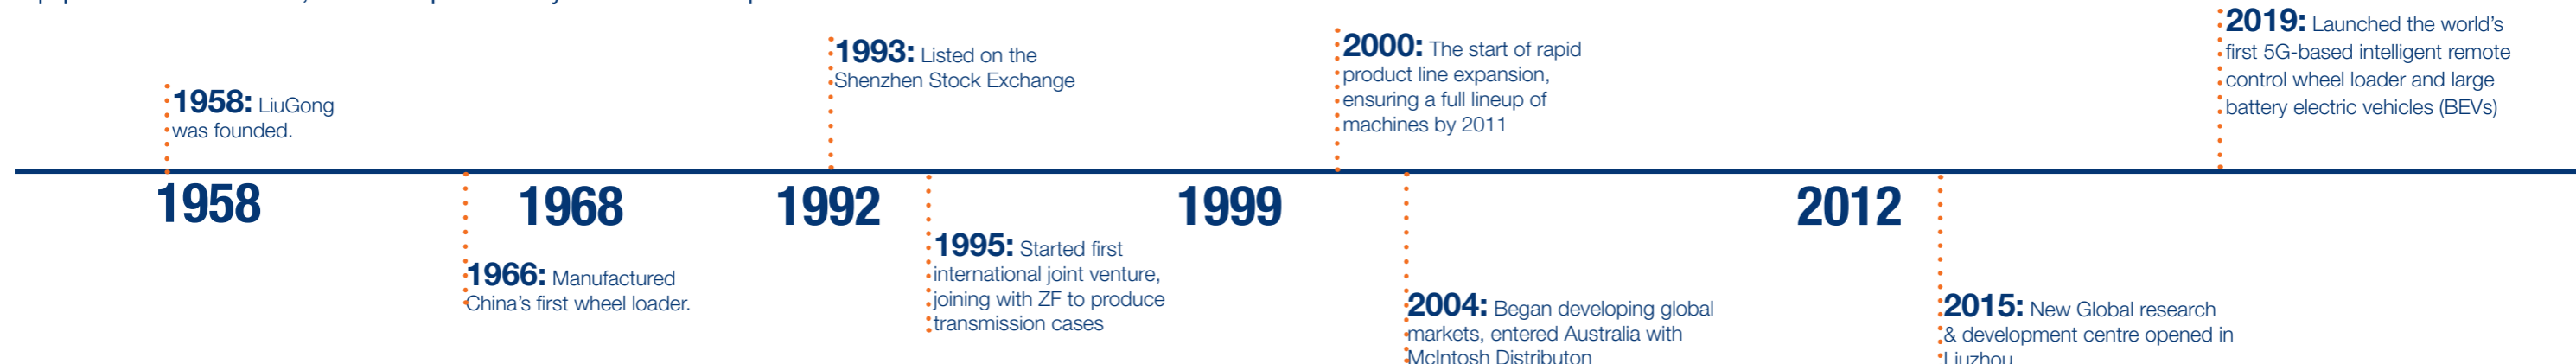 1958: LiuGong
was founded.
1993: Listed on the
Shenzhen Stock Exchange
2000: The start of rapid
product line expansion,
ensuring a full lineup of
machines by 2011
2019: Launched the world’s
first 5G-based intelligent remote
control wheel loader and large
battery electric vehicles (BEVs)
1958 1968 1992 1999 2012
1966: Manufactured
China’s first wheel loader.
1995: Started first
international joint venture,
joining with ZF to produce
transmission cases
2004: Began developing global
markets, entered Australia with
McIntosh Distributon
2015: New Global research
& development centre opened in
Liuzhou